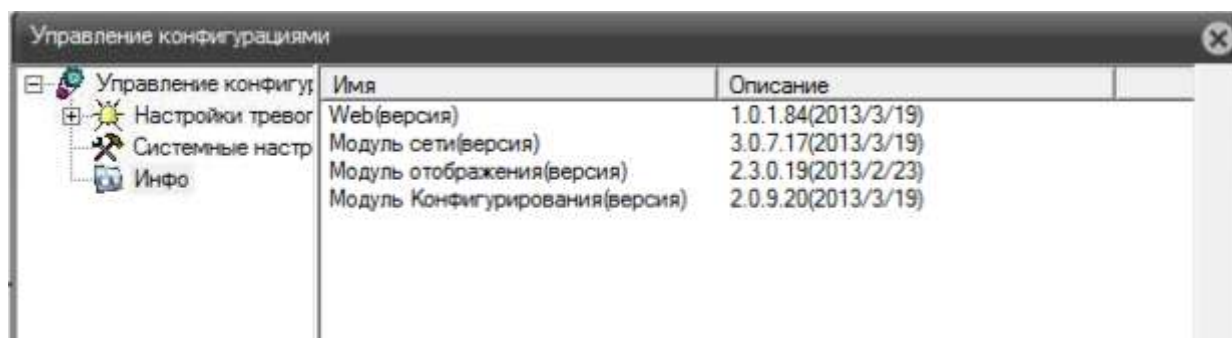 Управление конфигурациями
Управление конфигур
Настройки тревог
Системные настр
Инфо
Имя Описание
Web(версия) 1.0.1.84(2013/3/19)
Модуль сети(версия) 3.0.7.17(2013/3/19)
Модуль отображения(версия) 2.3.0.19(2013/2/23)
Модуль Конфигурирования(версия) 2.0.9.20(2013/3/19)